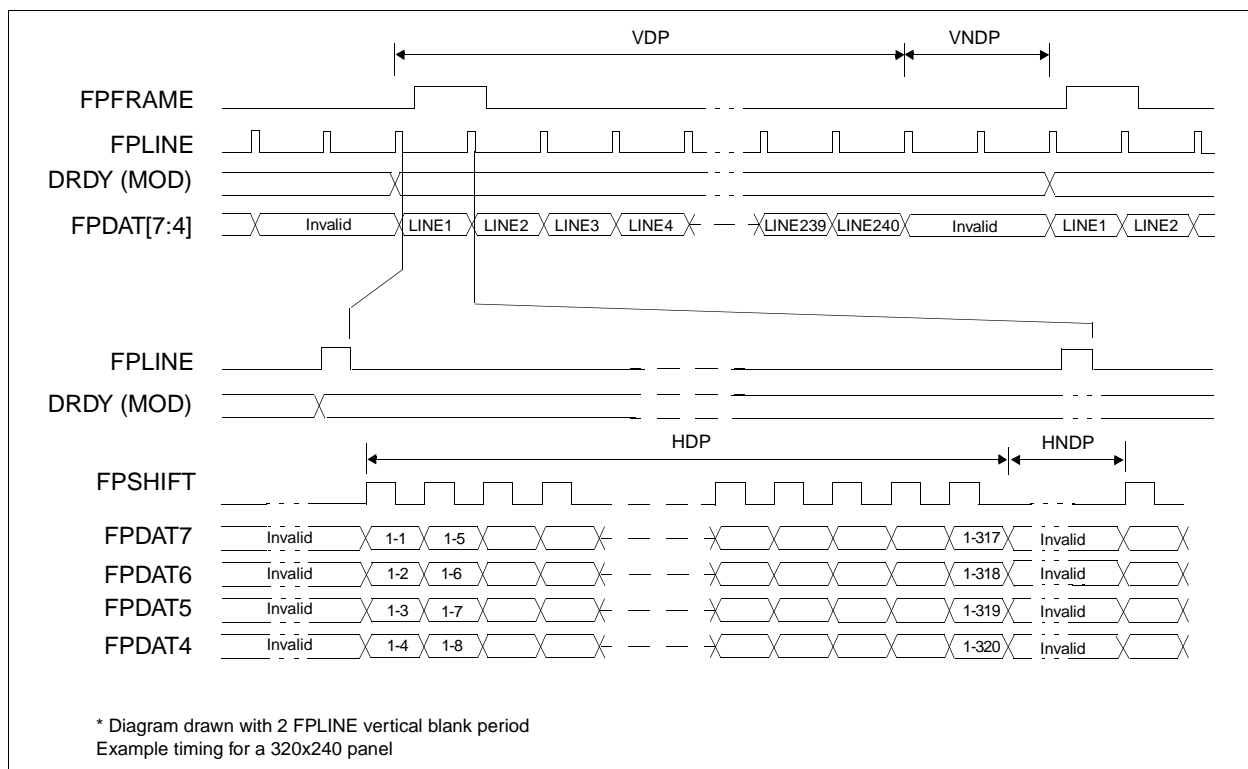 VDP VNDP
FPFRAME
FPLINE
DRDY (MOD)
FPDAT[7:4] Invalid LINE1 LINE2 LINE3 LINE4 LINE239 LINE240 Invalid LINE1 LINE2
FPLINE
DRDY (MOD)
HDP HNDP
FPSHIFT
FPDAT7 Invalid 1-1 1-5 1-317 Invalid
FPDAT6 Invalid 1-2 1-6 1-318 Invalid
FPDAT5 Invalid 1-3 1-7 1-319 Invalid
FPDAT4 Invalid 1-4 1-8 1-320 Invalid
* Diagram drawn with 2 FPLINE vertical blank period
Example timing for a 320x240 panel